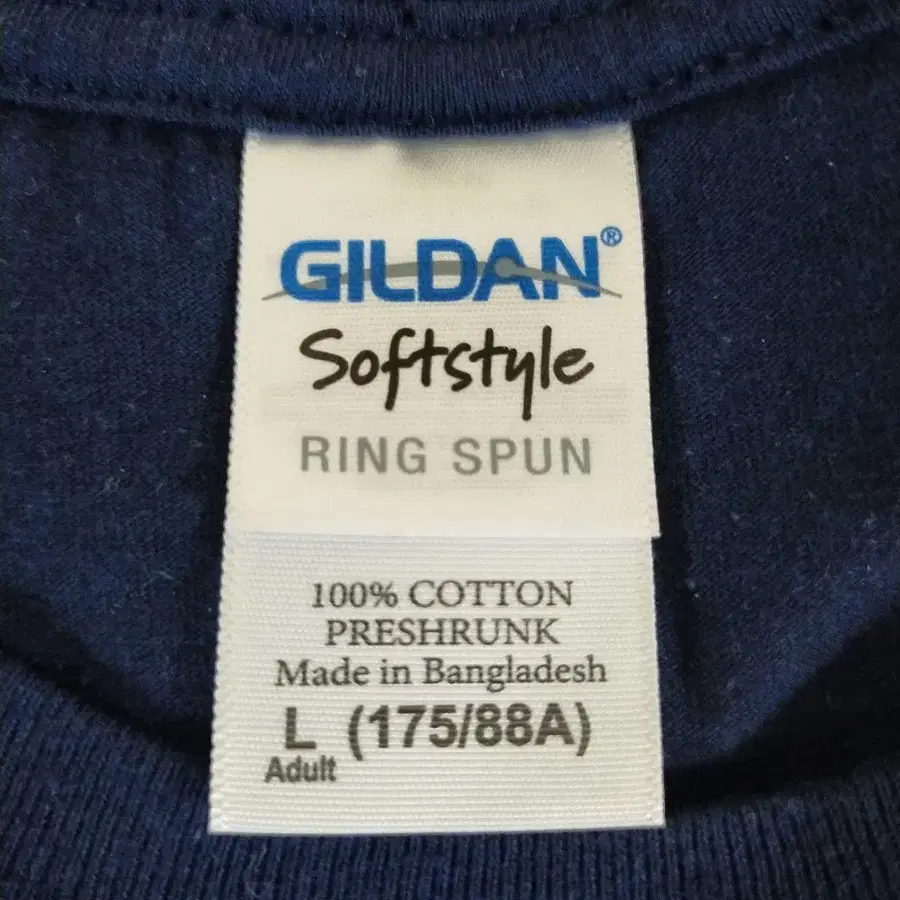 GILDAN®
Softstyle
RING SPUN
100% COTTON
PRESHRUNK
Made in Bangladesh
L (175/88A)
Adult